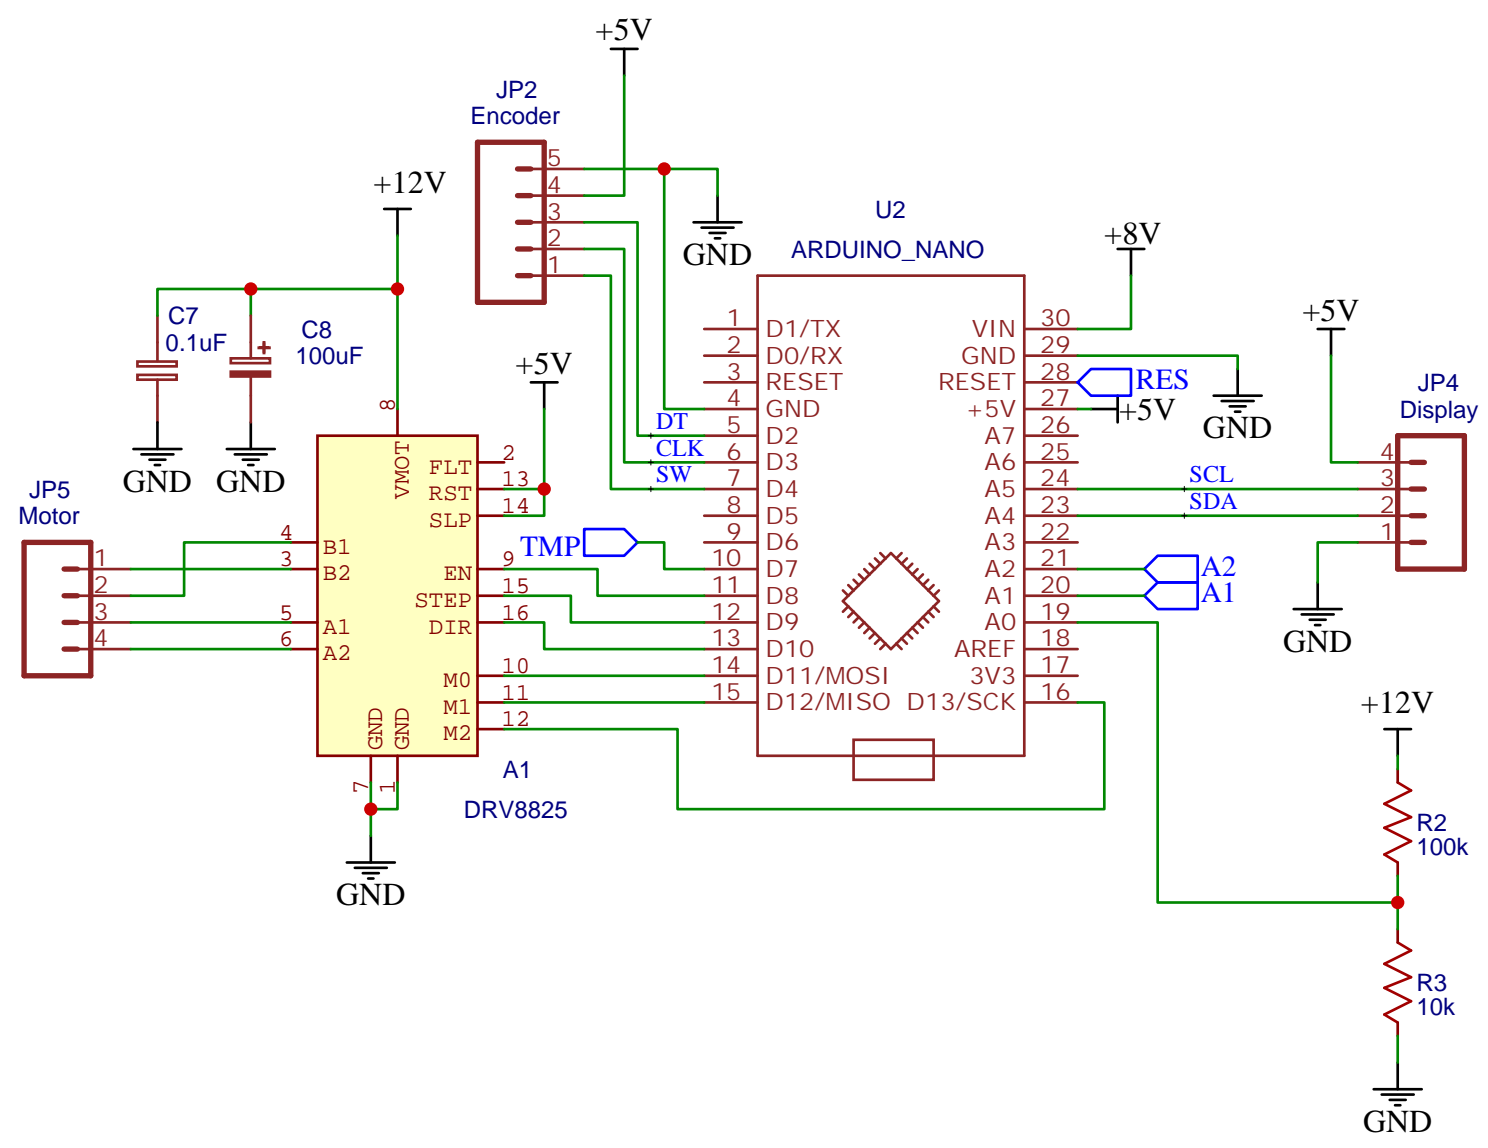 +5V
JP2
Encoder
5
4
3
2
1
GND
+12V
C7
0.1uF
C8
100uF
+
GND
GND
+5V
JP5
Motor
1
2
3
4
8
VMOT
4 B1
3 B2
5 A1
6 A2
FLT 2
RST 13
SLP 14
EN 9
STEP 15
DIR 16
M0 10
M1 11
M2 12
GND
GND
7
1
A1
DRV8825
GND
DT
CLK
SW
TMP
U2
ARDUINO_NANO
1 D1/TX
2 D0/RX
3 RESET
4 GND
5 D2
6 D3
7 D4
8 D5
9 D6
10 D7
11 D8
12 D9
13 D10
14 D11/MOSI
15 D12/MISO
VIN 30
GND 29
RESET 28
+5V 27
A7 26
A6 25
A5 24
A4 23
A3 22
A2 21
A1 20
A0 19
AREF 18
3V3 17
D13/SCK 16
+8V
GND
RES
+5V
SCL
SDA
A2
A1
+5V
JP4
Display
4
3
2
1
GND
+12V
R2
100k
R3
10k
GND